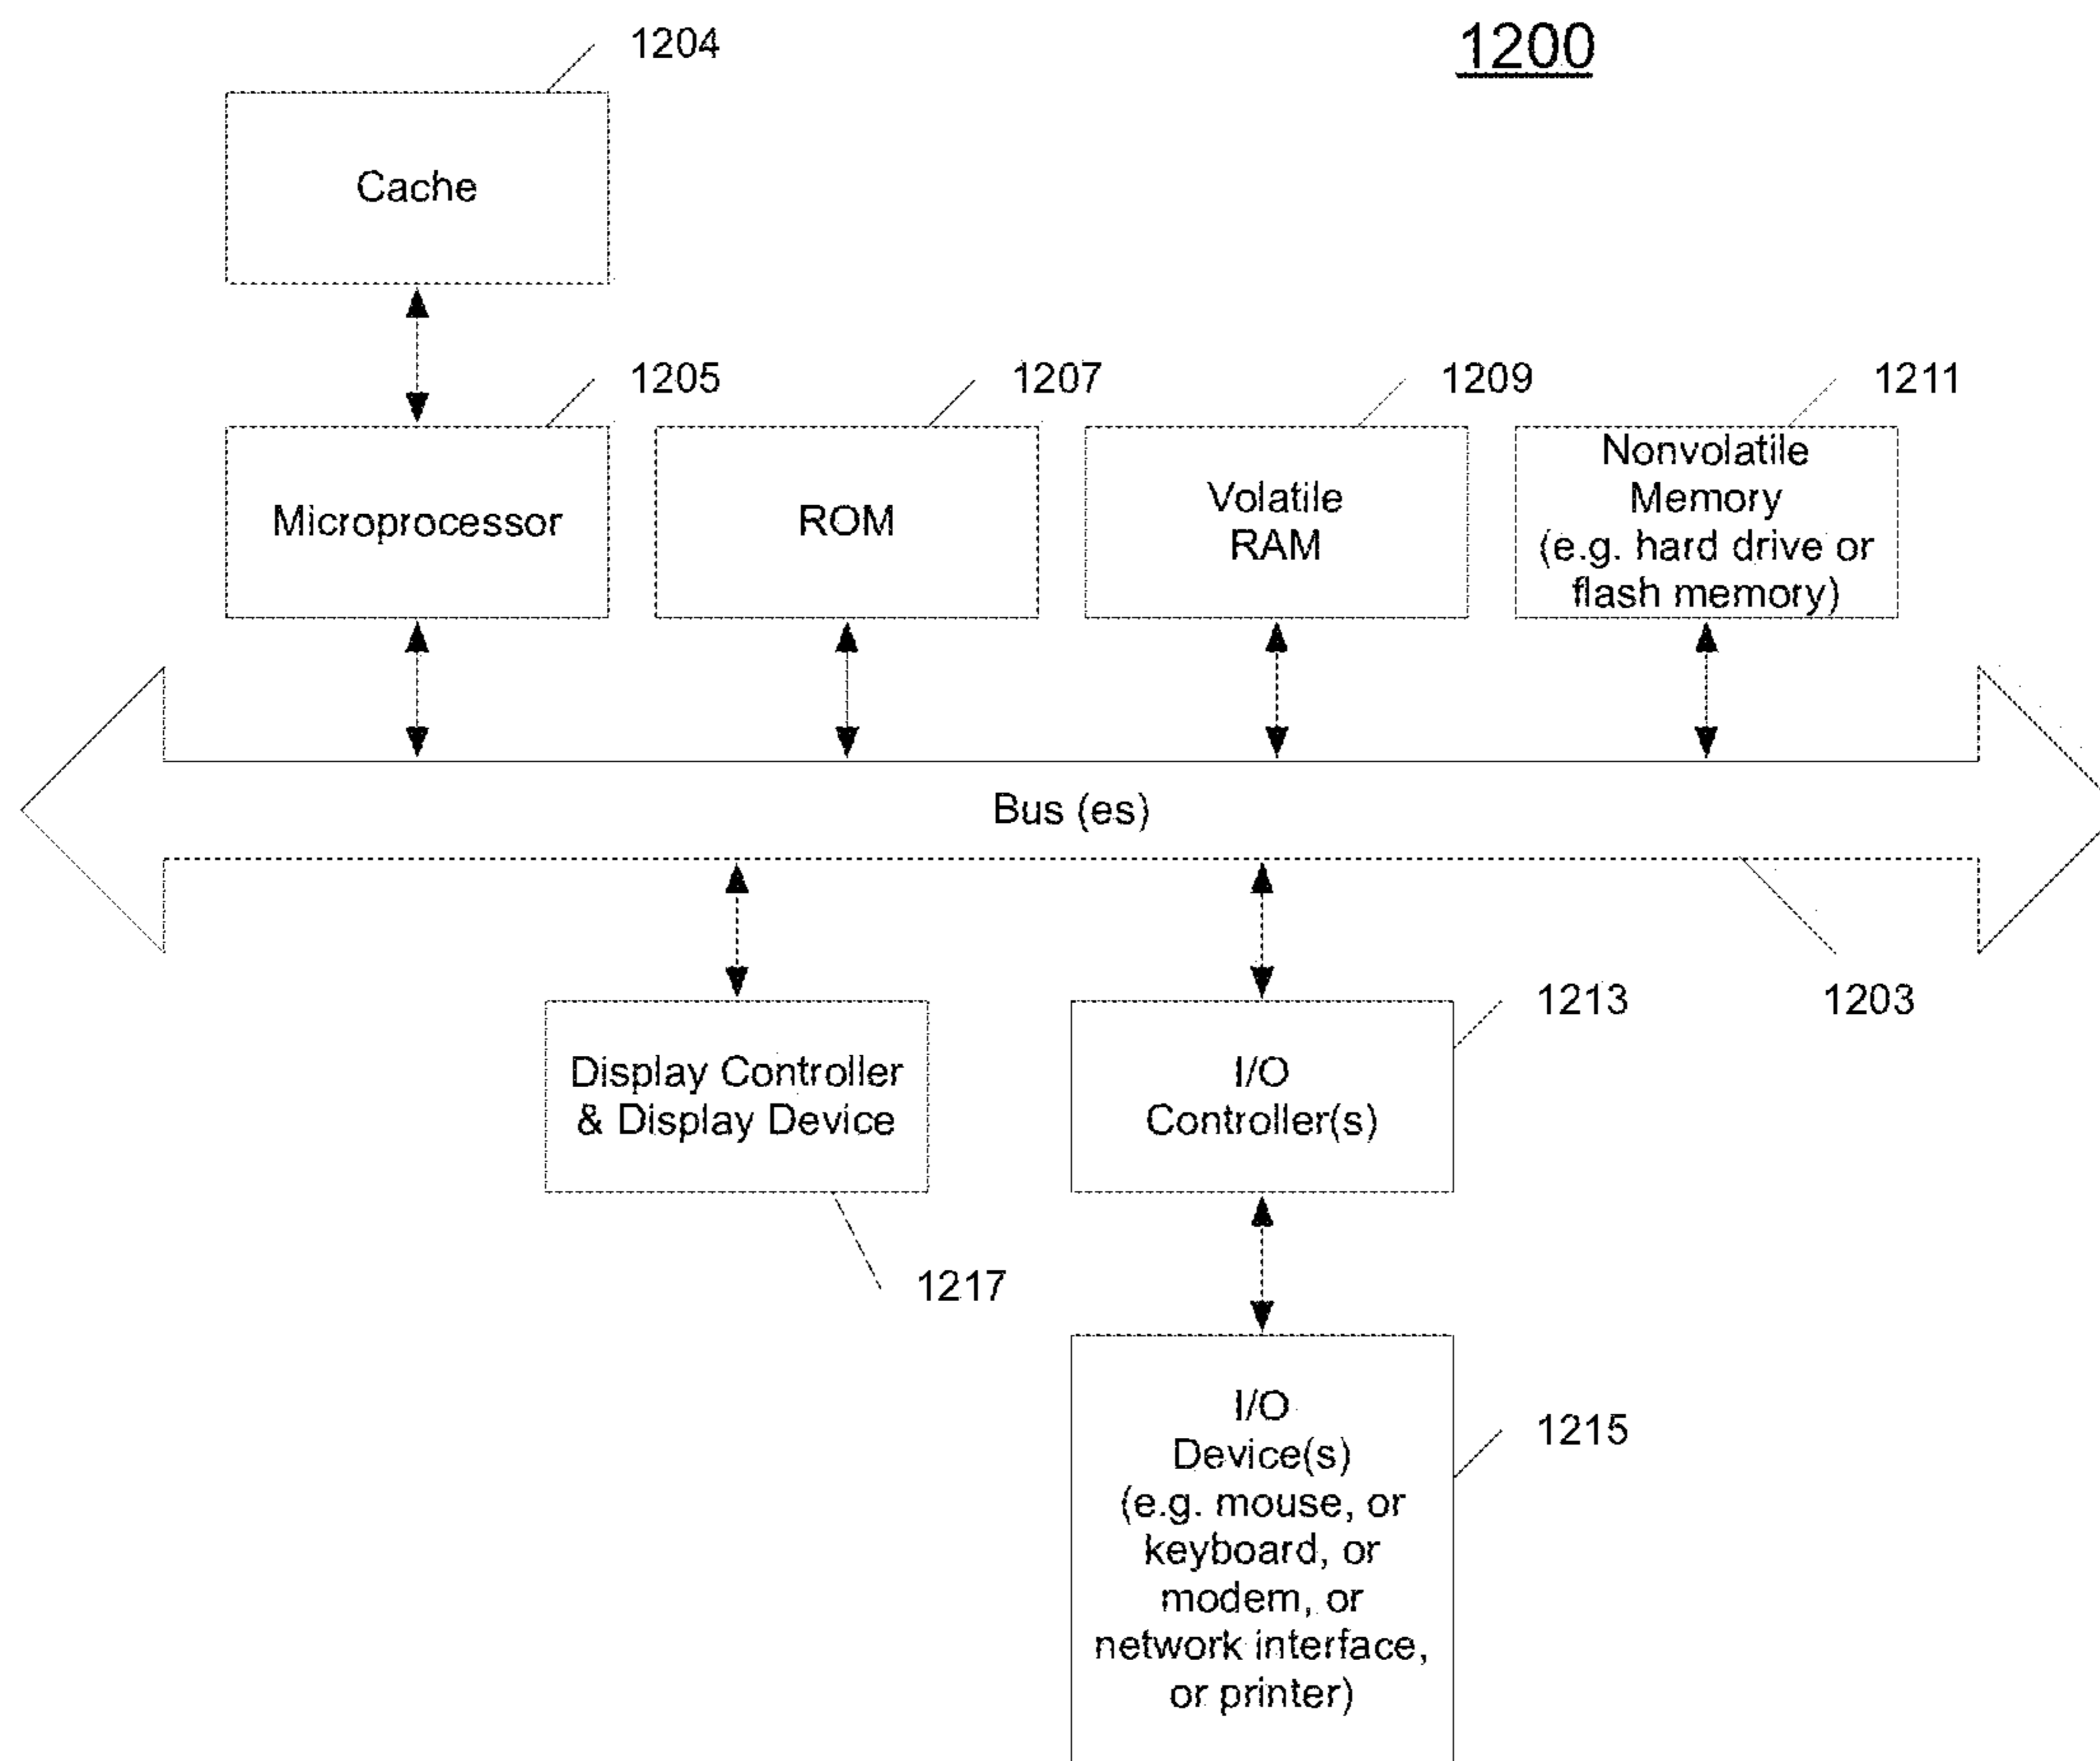 1200
1204
Cache
1205
1207
1209
1211
Microprocessor
ROM
Volatile
RAM
Nonvolatile
Memory
(e.g. hard drive or
flash memory)
Bus (es)
1203
1213
Display Controller
& Display Device
I/O
Controller(s)
1217
I/O
Device(s)
(e.g. mouse, or
keyboard, or
modem, or
network interface,
or printer)
1215